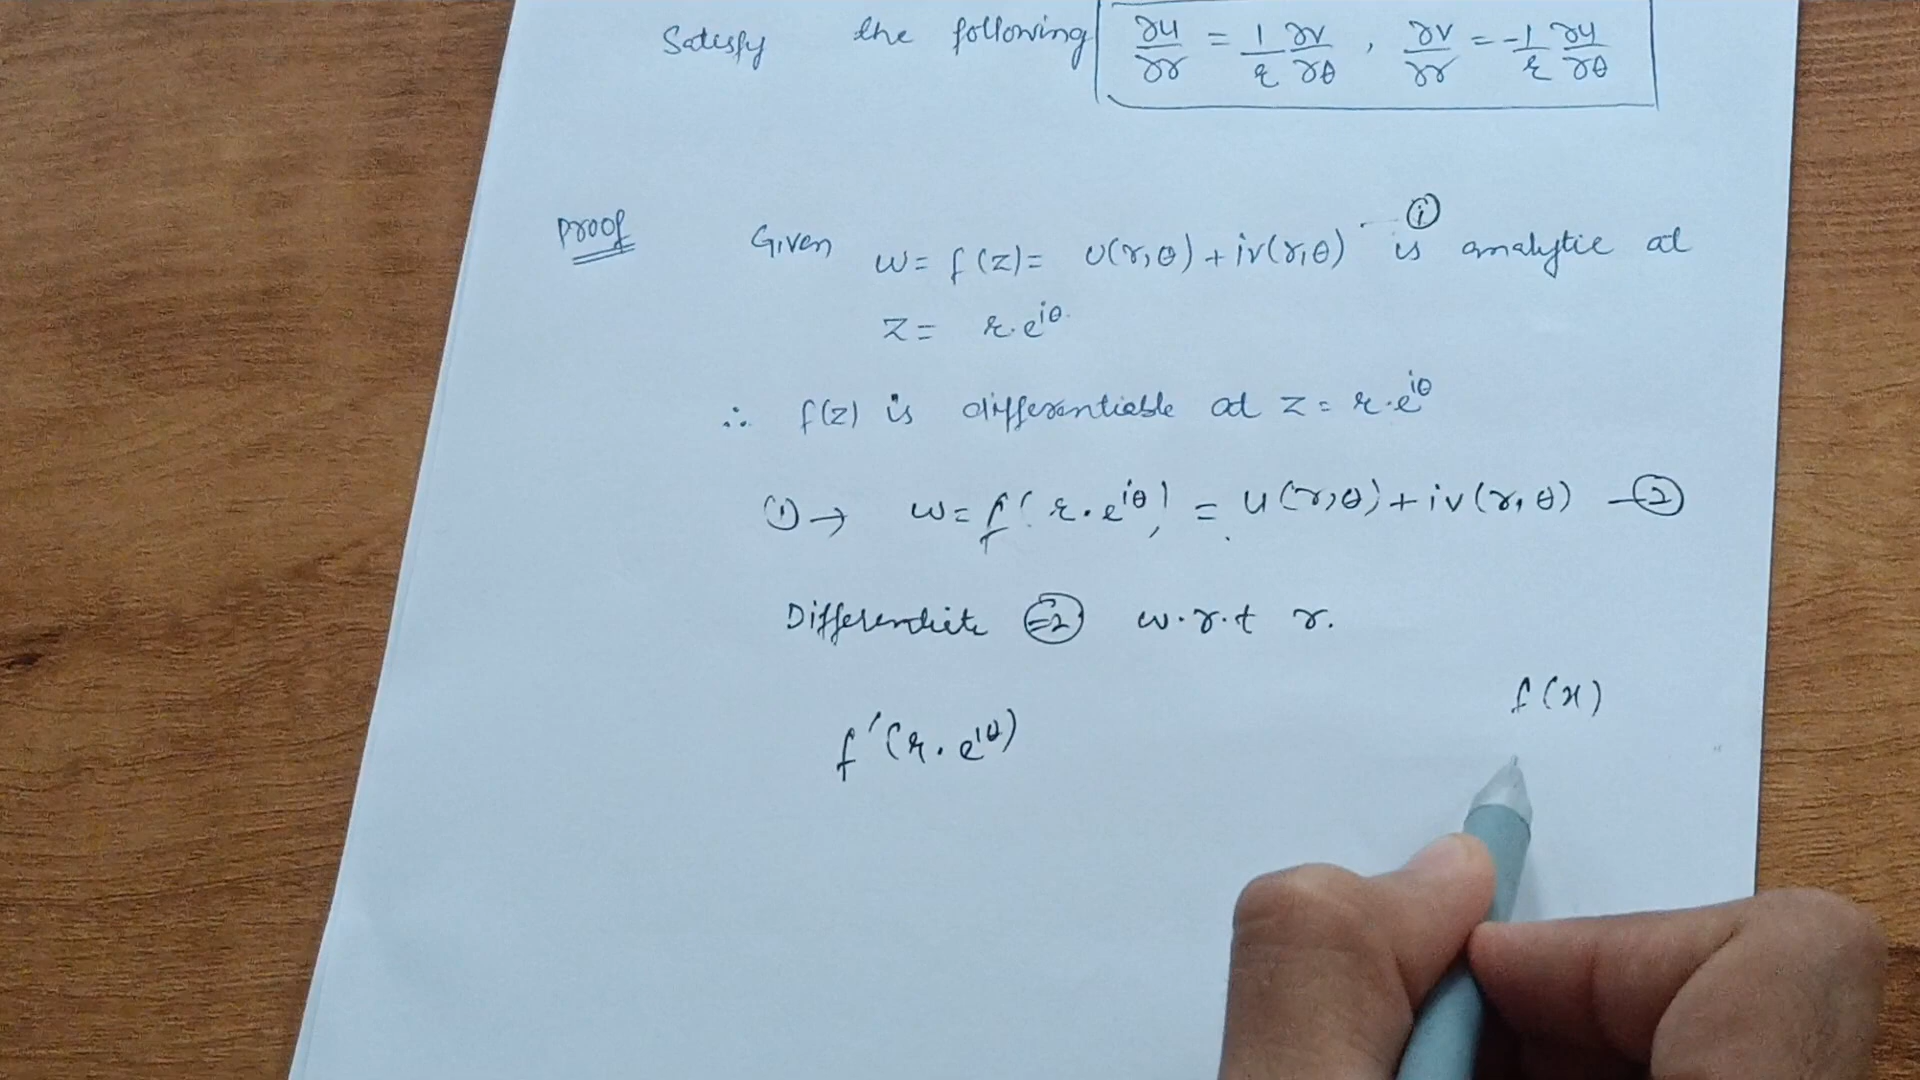 Satisfy the following ∂u/∂r = 1/r ∂v/∂θ , ∂v/∂r = -1/r ∂u/∂θ
Proof Given w = f(z) = u(r,θ) + iv(r,θ) - ① is analytic at
z = r.e^{iθ}
∴ f(z) is differentiable at z = r.e^{iθ}
① → w = f(r.e^{iθ}) = u(r,θ) + iv(r,θ) - ②
Differentiate ② w.r.t r.
f(x)
f'(r.e^{iθ})